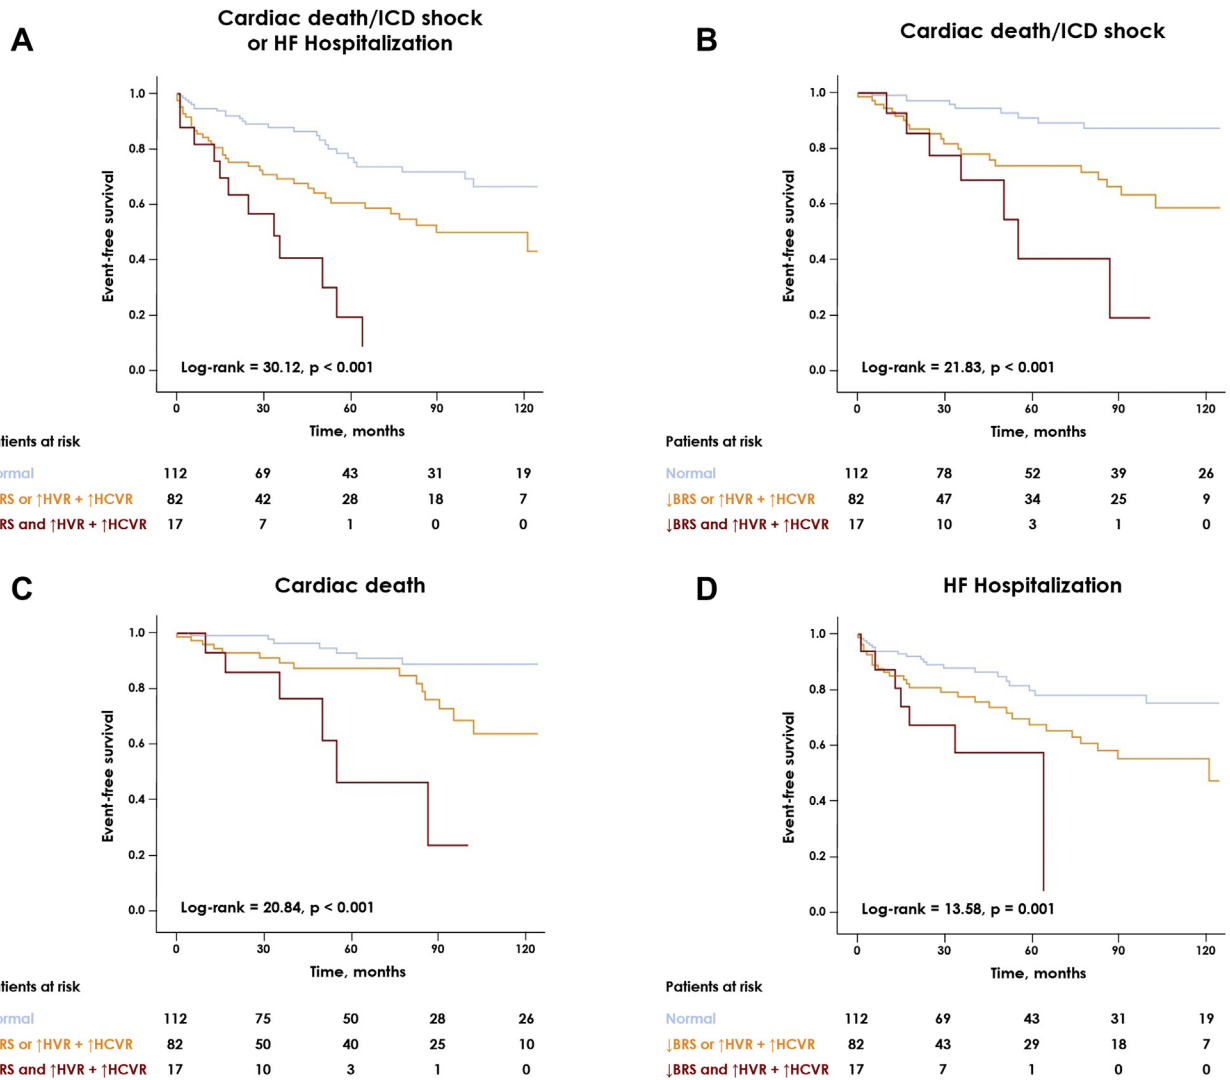 A
Cardiac death/ICD shock
or HF Hospitalization
Event-free survival
1.0
0.8
0.6
0.4
0.2
0.0
Log-rank = 30.12, p < 0.001
0 30 60 90 120
Time, months
tients at risk
ormal 112 69 43 31 19
RS or ↑HVR + ↑HCVR 82 42 28 18 7
RS and ↑HVR + ↑HCVR 17 7 1 0 0
B
Cardiac death/ICD shock
Event-free survival
1.0
0.8
0.6
0.4
0.2
0.0
Log-rank = 21.83, p < 0.001
0 30 60 90 120
Time, months
Patients at risk
Normal 112 78 52 39 26
↓BRS or ↑HVR + ↑HCVR 82 47 34 25 9
↓BRS and ↑HVR + ↑HCVR 17 10 3 1 0
C
Cardiac death
Event-free survival
1.0
0.8
0.6
0.4
0.2
0.0
Log-rank = 20.84, p < 0.001
0 30 60 90 120
Time, months
tients at risk
ormal 112 75 50 28 26
RS or ↑HVR + ↑HCVR 82 50 40 25 10
RS and ↑HVR + ↑HCVR 17 10 3 1 0
D
HF Hospitalization
Event-free survival
1.0
0.8
0.6
0.4
0.2
0.0
Log-rank = 13.58, p = 0.001
0 30 60 90 120
Time, months
Patients at risk
Normal 112 69 43 31 19
↓BRS or ↑HVR + ↑HCVR 82 43 29 18 7
↓BRS and ↑HVR + ↑HCVR 17 7 1 0 0